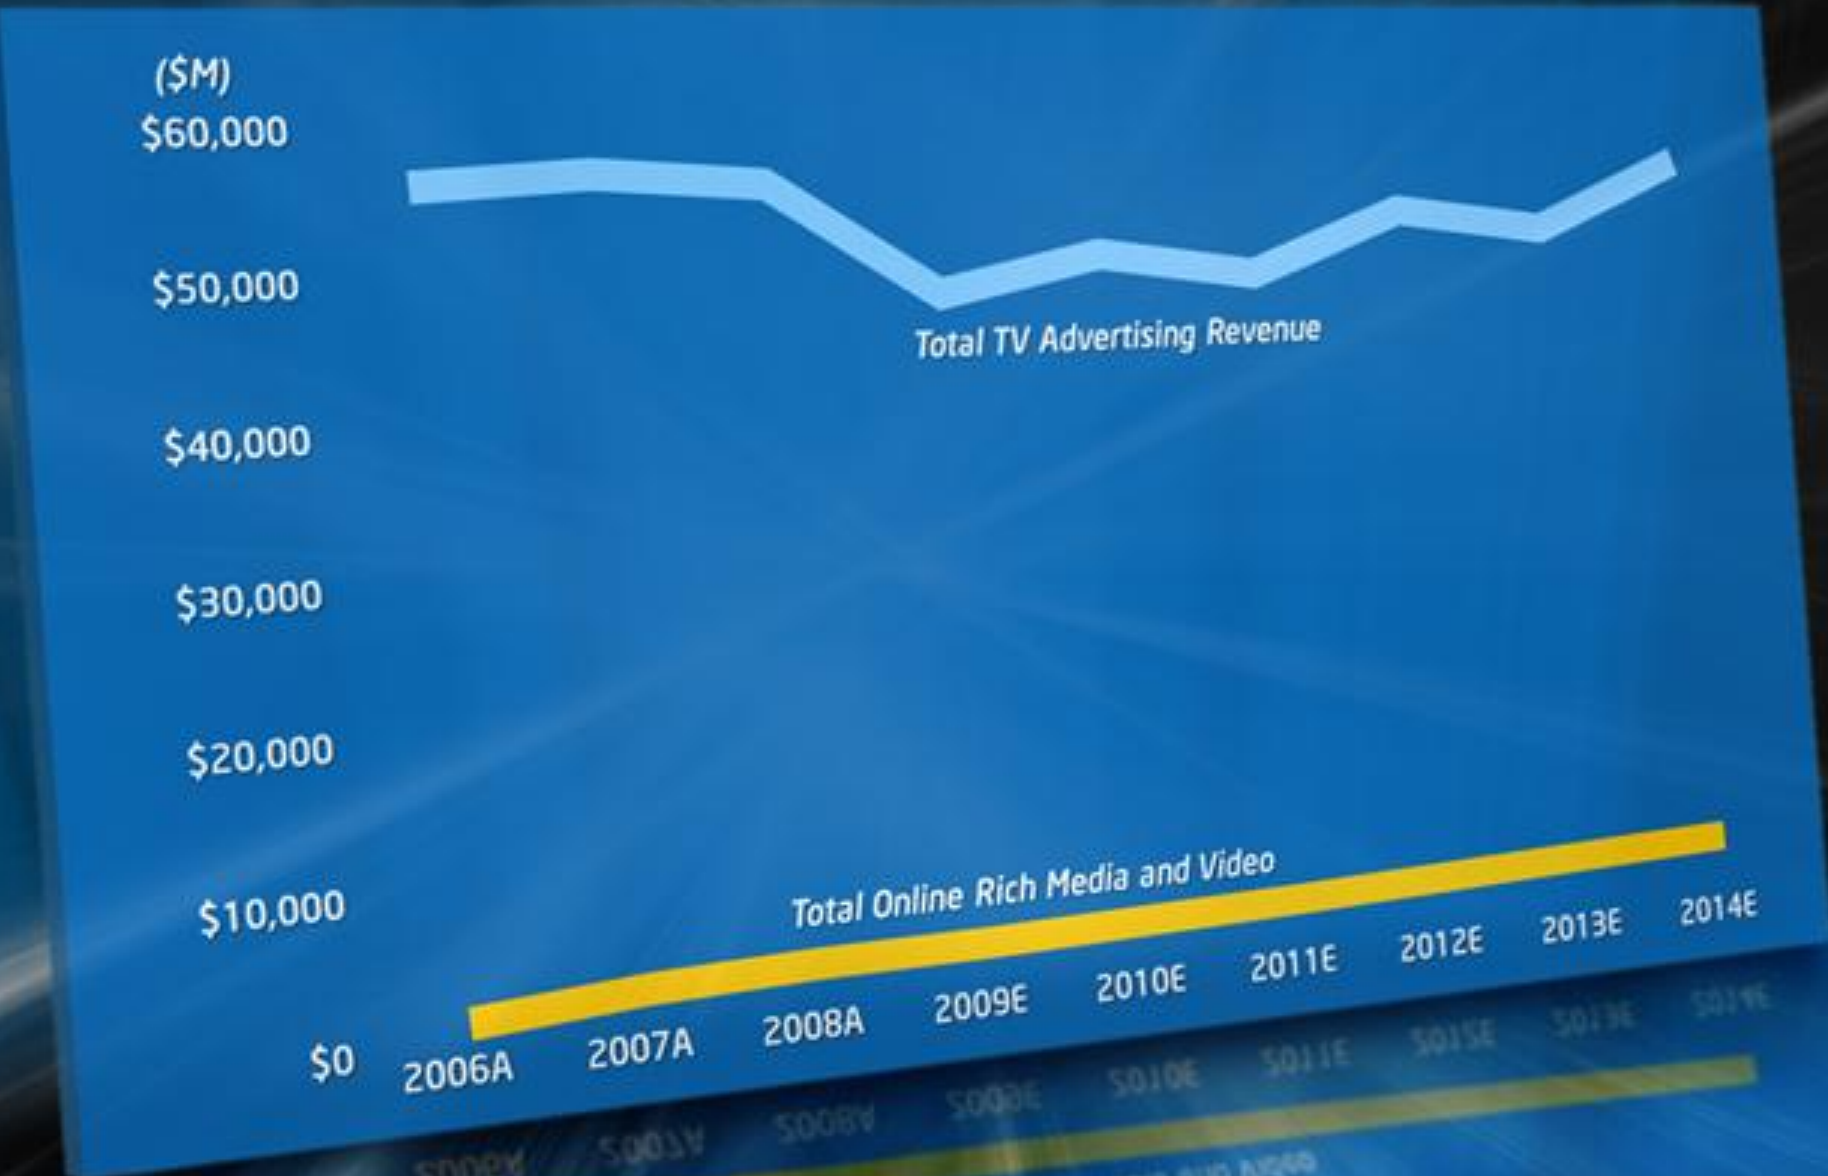 ($M)
$60,000
$50,000
Total TV Advertising Revenue
$40,000
$30,000
$20,000
Total Online Rich Media and Video
$10,000
$0
2006A 2007A 2008A 2009E 2010E 2011E 2012E 2013E 2014E